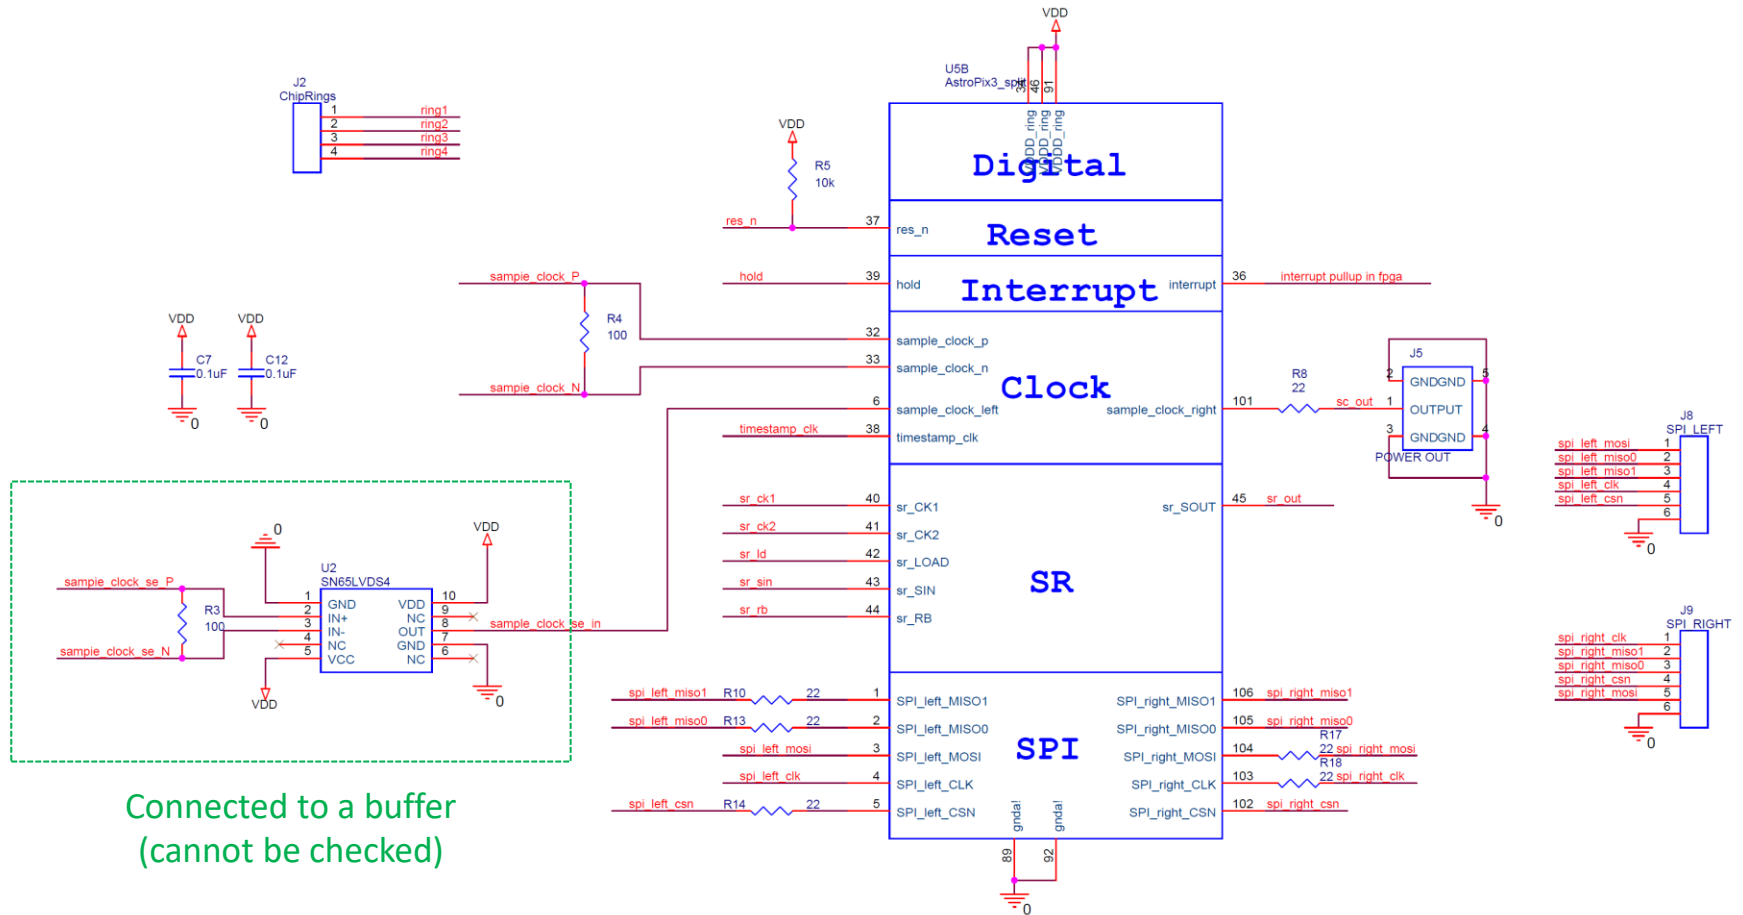 VDD
U5B
AstroPix3_split
34
46
91
VDDD_ring
VDDD_ring
VDDD_ring
Digital
J2
ChipRings
1 ring1
2 ring2
3 ring3
4 ring4
VDD
R5
10k
res_n 37 res_n
Reset
hold 39 hold
Interrupt
interrupt 36 interrupt pullup in fpga
sample_clock_P
R4
100
sample_clock_N
32 sample_clock_p
33 sample_clock_n
Clock
6 sample_clock_left
timestamp_clk 38 timestamp_clk
sample_clock_right 101
R8
22
sc_out
J5
2 GNDGND 5
1 OUTPUT
3 GNDGND 4
POWER OUT
0
VDD
C7
0.1uF
0
VDD
C12
0.1uF
0
J8
SPI_LEFT
spi_left_mosi 1
spi_left_miso0 2
spi_left_miso1 3
spi_left_clk 4
spi_left_csn 5
6
0
sr_ck1 40 sr_CK1
sr_ck2 41 sr_CK2
sr_ld 42 sr_LOAD
sr_sin 43 sr_SIN
sr_rb 44 sr_RB
SR
sr_SOUT 45 sr_out
0
VDD
U2
SN65LVDS4
sample_clock_se_P
R3
100
sample_clock_se_N
1 GND VDD 10
2 IN+ NC 9
3 IN- OUT 8
4 NC GND 7
5 VCC NC 6
sample_clock_se_in
VDD
0
J9
SPI_RIGHT
spi_right_clk 1
spi_right_miso1 2
spi_right_miso0 3
spi_right_csn 4
spi_right_mosi 5
6
0
spi_left_miso1 R10 22 1 SPI_left_MISO1
spi_left_miso0 R13 22 2 SPI_left_MISO0
spi_left_mosi 3 SPI_left_MOSI
spi_left_clk 4 SPI_left_CLK
spi_left_csn R14 22 5 SPI_left_CSN
SPI
SPI_right_MISO1 106 spi_right_miso1
SPI_right_MISO0 105 spi_right_miso0
R17
SPI_right_MOSI 104 22 spi_right_mosi
R18
SPI_right_CLK 103 22 spi_right_clk
SPI_right_CSN 102 spi_right_csn
gnda!
gnda!
89
92
0
Connected to a buffer
(cannot be checked)